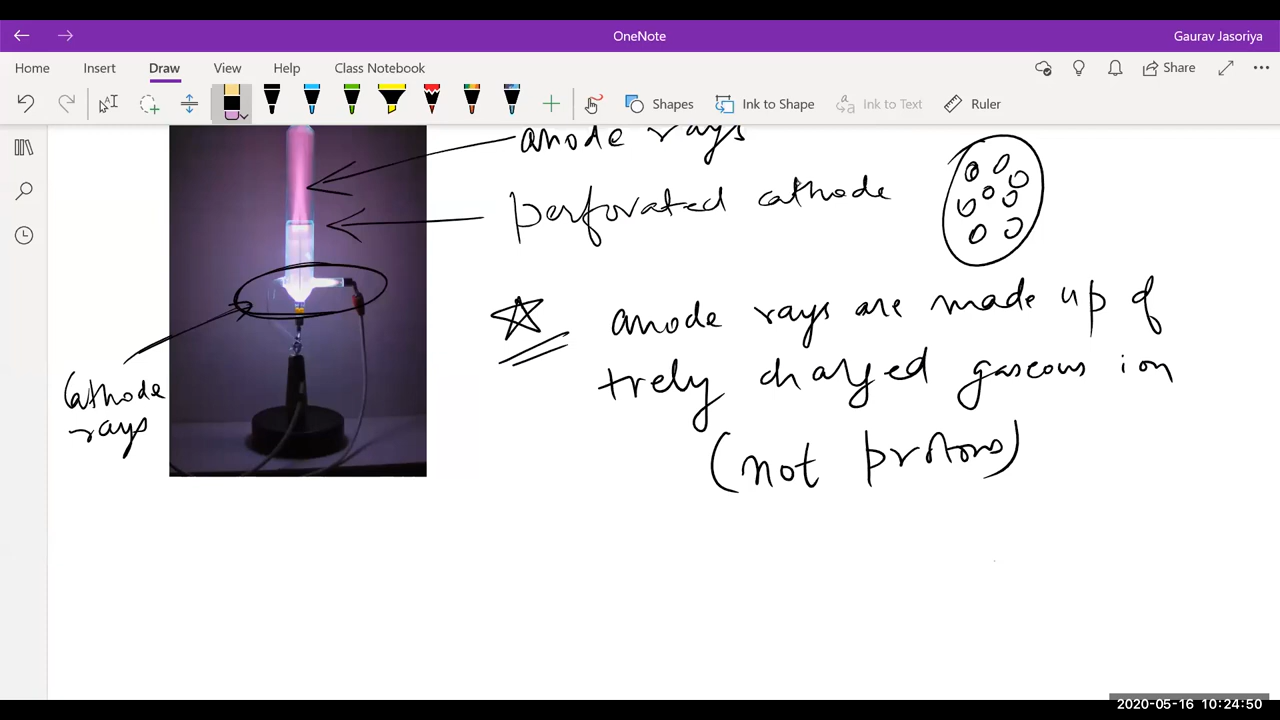 OneNote
Gaurav Jasoriya
Home Insert Draw View Help Class Notebook Share
Shapes Ink to Shape Ink to Text Ruler
anode rays
perforated cathode
anode rays are made up of
+vely charged gaseous ion
(not protons)
Cathode
rays
2020-05-16 10:24:50